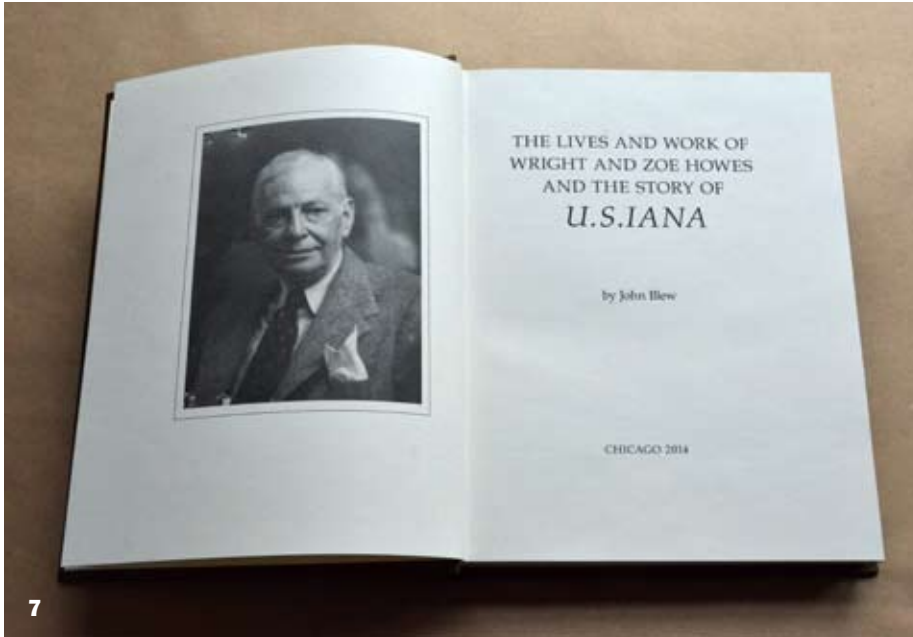 THE LIVES AND WORK OF
WRIGHT AND ZOE HOWES
AND THE STORY OF
U.S.IANA
by John Blew
CHICAGO 2014
7